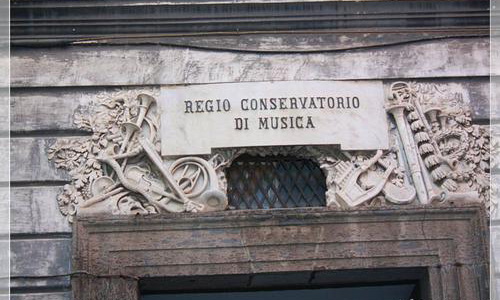 REGIO CONSERVATORIO
DI MUSICA